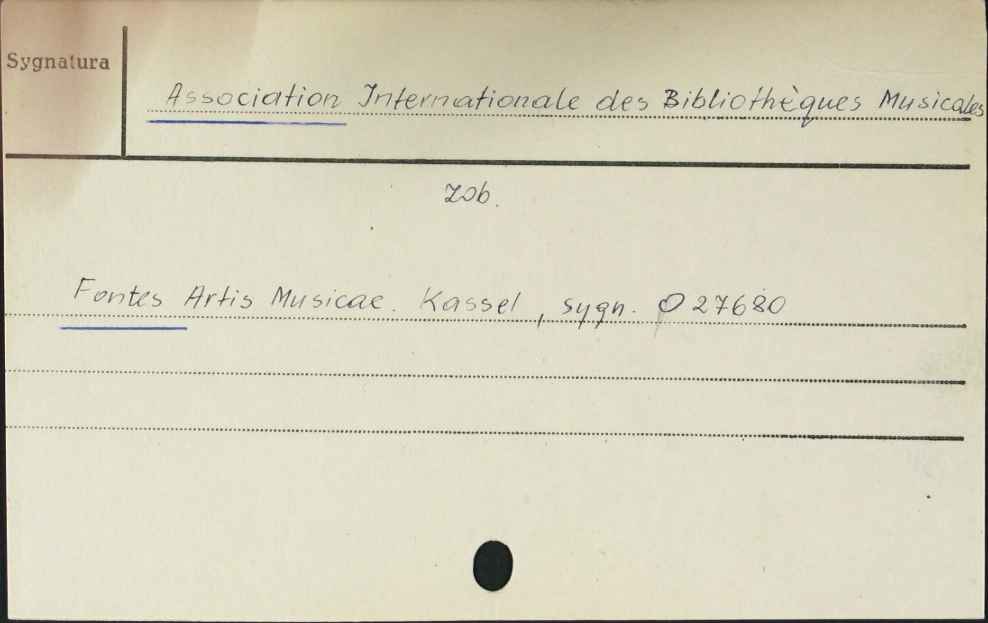 Sygnatura
Association Internationale des Bibliothèques Musicales
zob.
Fontes Artis Musicae. Kassel, sygn. O 27680